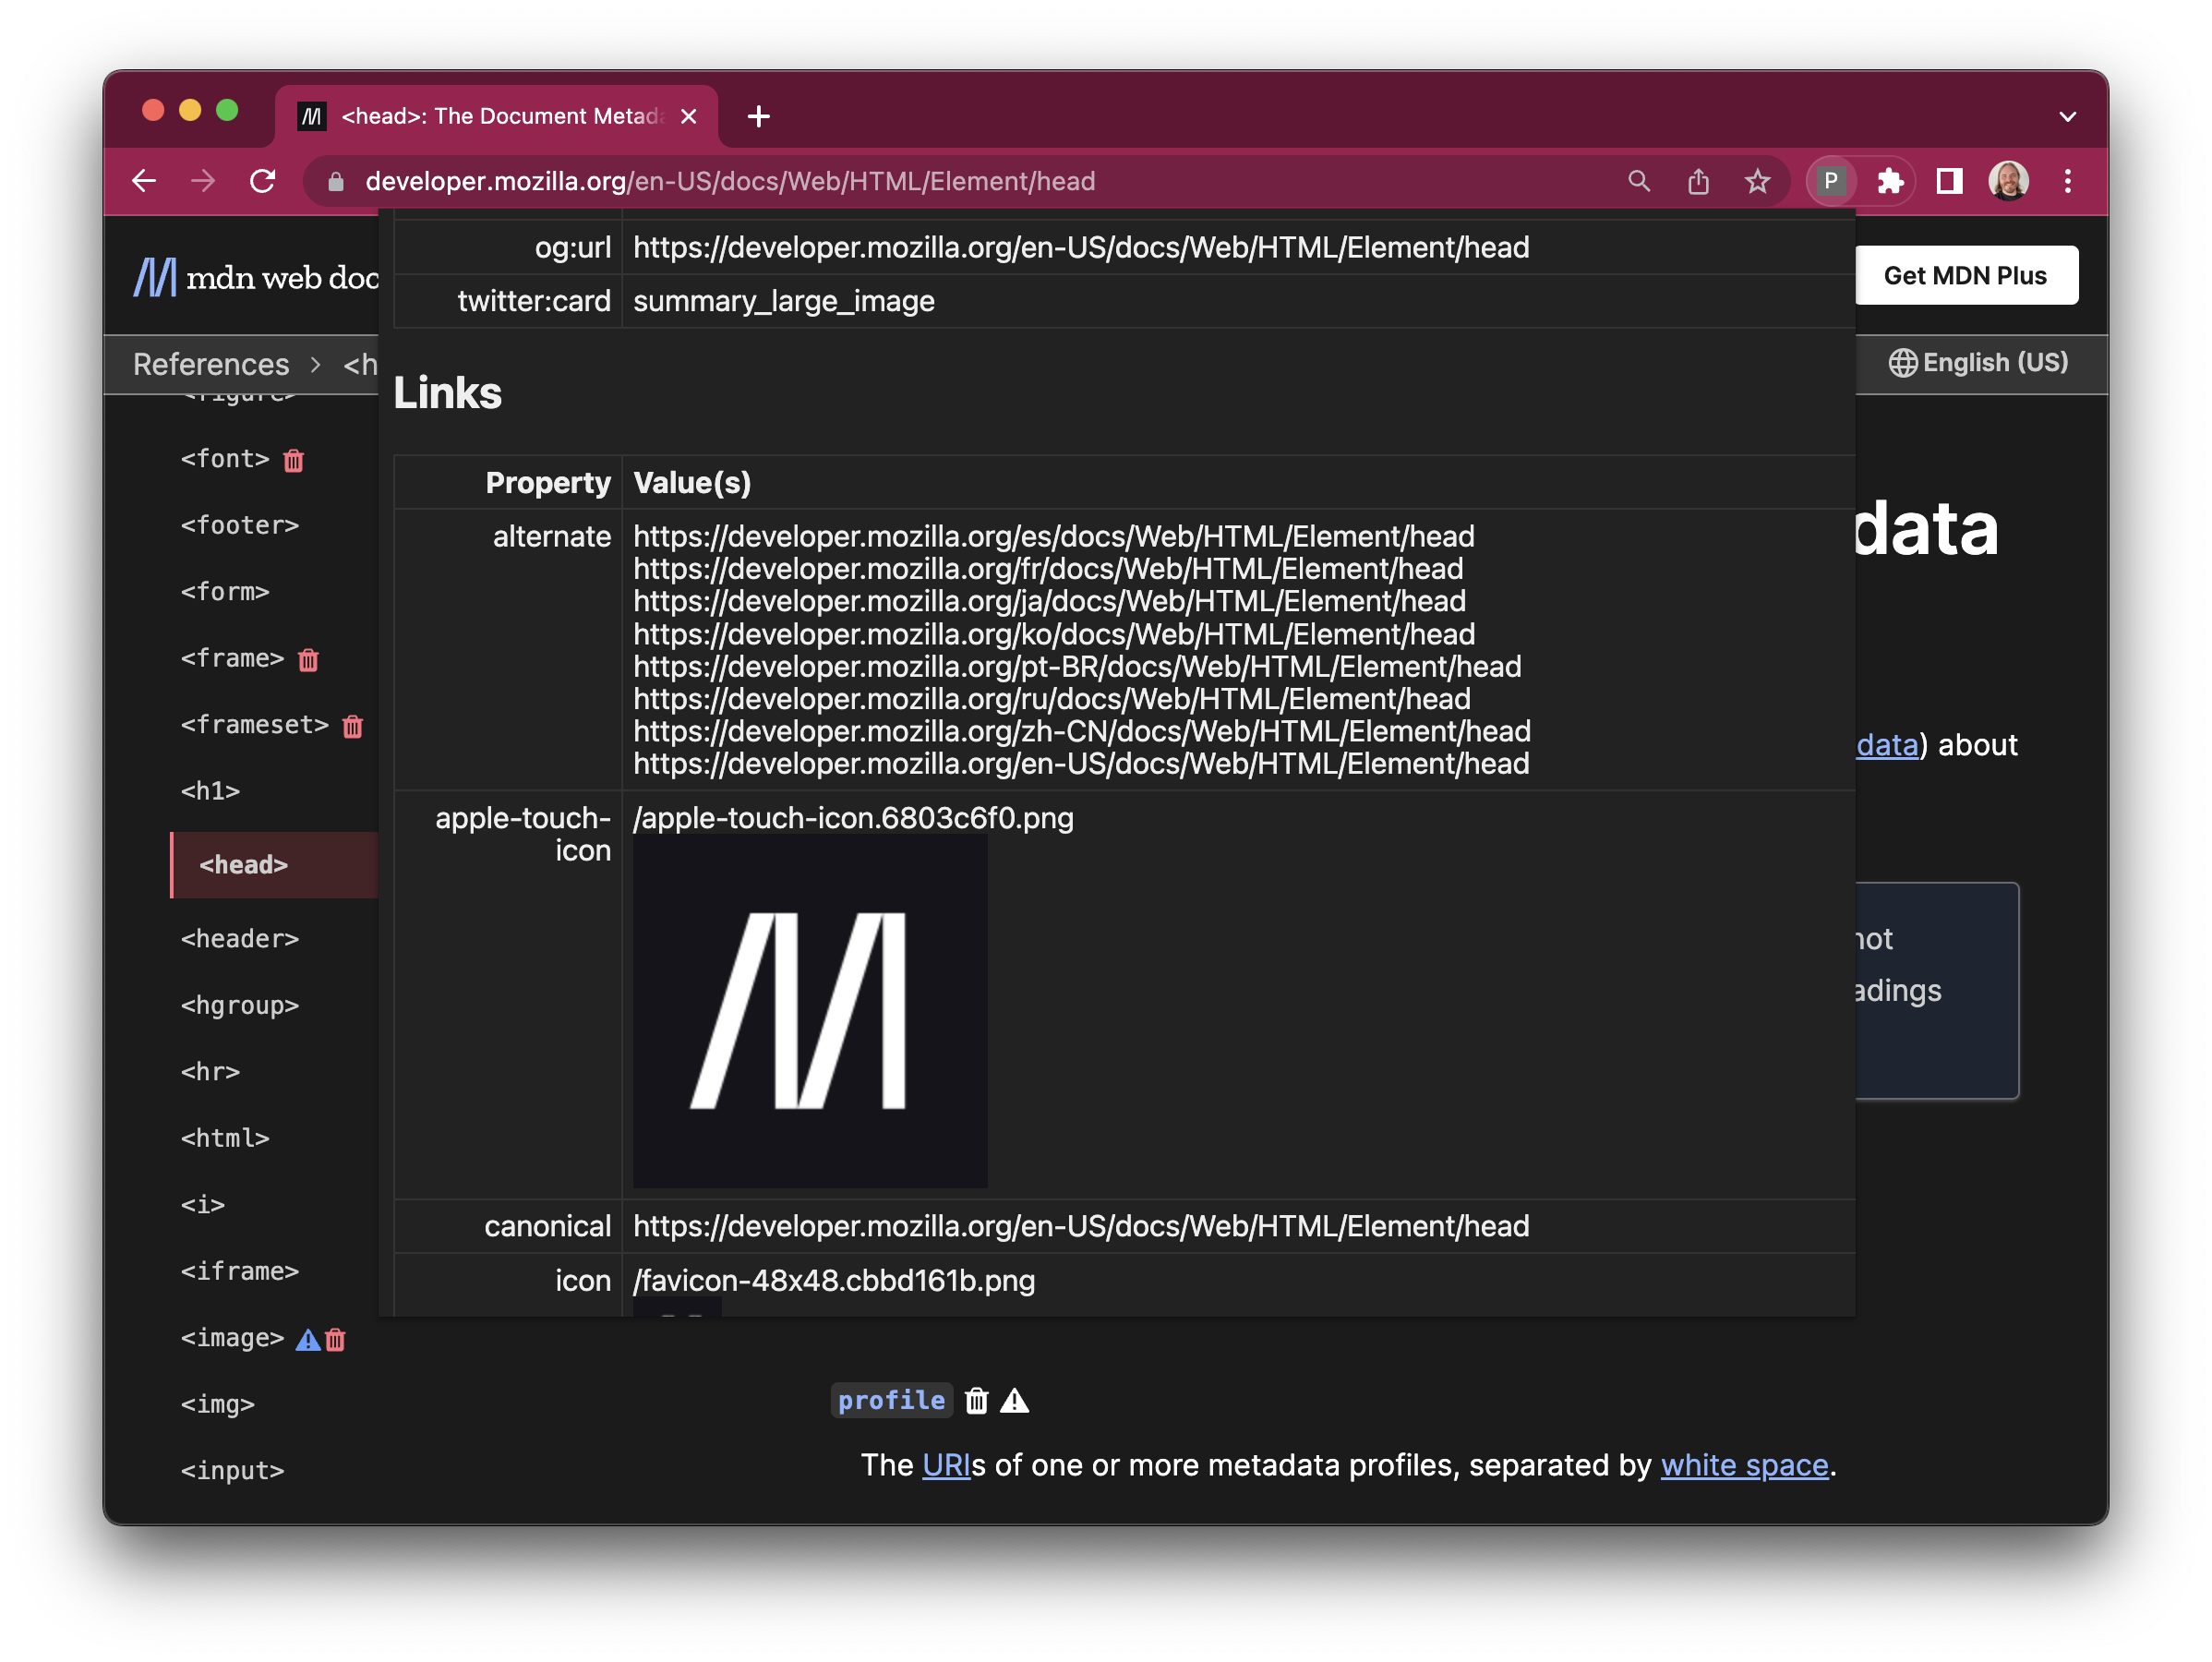 <head>: The Document Metada
developer.mozilla.org/en-US/docs/Web/HTML/Element/head
P
mdn web doc
Get MDN Plus
References > <h
English (US)
<figure>
<font>
<footer>
<form>
<frame>
<frameset>
<h1>
<head>
<header>
<hgroup>
<hr>
<html>
<i>
<iframe>
<image>
<img>
<input>
og:url https://developer.mozilla.org/en-US/docs/Web/HTML/Element/head
twitter:card summary_large_image
Links
Property Value(s)
alternate https://developer.mozilla.org/es/docs/Web/HTML/Element/head
https://developer.mozilla.org/fr/docs/Web/HTML/Element/head
https://developer.mozilla.org/ja/docs/Web/HTML/Element/head
https://developer.mozilla.org/ko/docs/Web/HTML/Element/head
https://developer.mozilla.org/pt-BR/docs/Web/HTML/Element/head
https://developer.mozilla.org/ru/docs/Web/HTML/Element/head
https://developer.mozilla.org/zh-CN/docs/Web/HTML/Element/head
https://developer.mozilla.org/en-US/docs/Web/HTML/Element/head
apple-touch- /apple-touch-icon.6803c6f0.png
icon
canonical https://developer.mozilla.org/en-US/docs/Web/HTML/Element/head
icon /favicon-48x48.cbbd161b.png
data
data) about
not
adings
profile
The URIs of one or more metadata profiles, separated by white space.